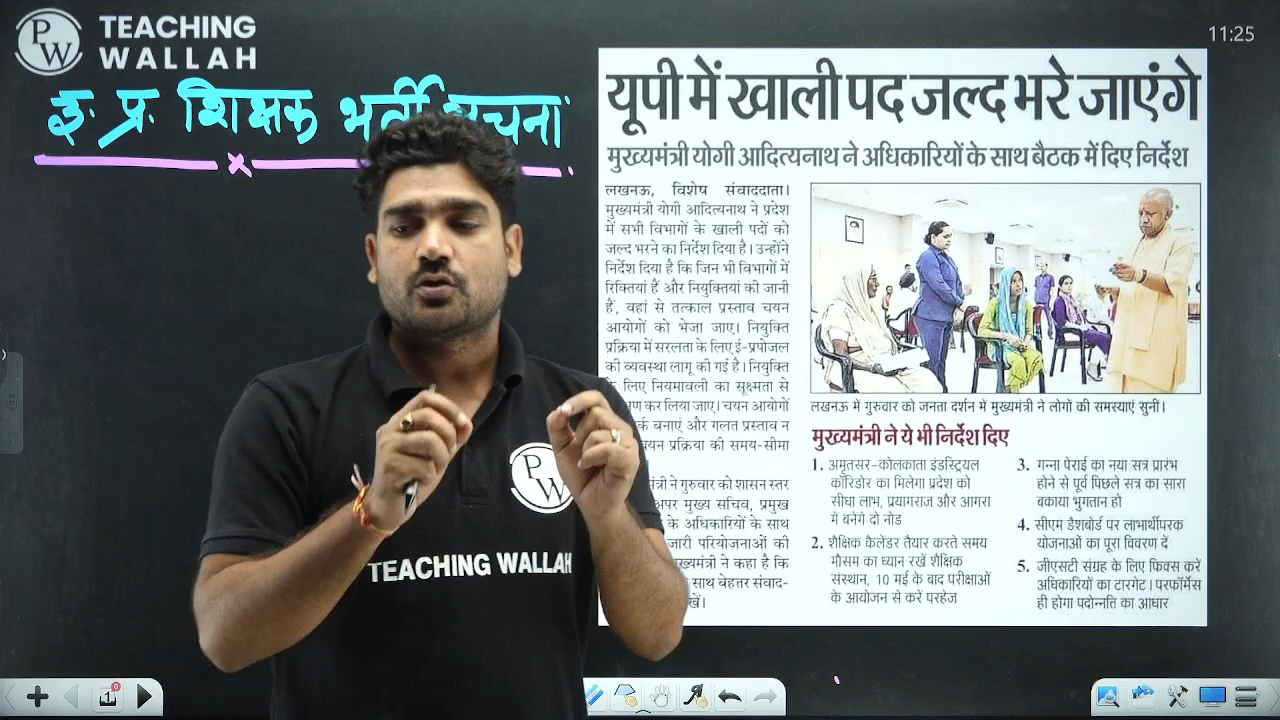 PW TEACHING
WALLAH
11:25
इ. प्र. शिक्षक भर्ती
यूपी में खाली पद जल्द भरे जाएंगे
मुख्यमंत्री योगी आदित्यनाथ ने अधिकारियों के साथ बैठक में दिए निर्देश
लखनऊ, विशेष संवाददाता।
मुख्यमंत्री योगी आदित्यनाथ ने प्रदेश
में सभी विभागों के खाली पदों को
जल्द भरने का निर्देश दिया है। उन्होंने
निर्देश दिया है कि जिन भी विभागों में
रिक्तियां हैं और नियुक्तियां की जानी
हैं, वहां से तत्काल प्रस्ताव चयन
आयोगों को भेजा जाए। नियुक्ति
प्रक्रिया में सरलता के लिए ई-प्रपोजल
की व्यवस्था लागू की गई है। नियुक्ति
के लिए नियमावली का सूक्ष्मता से
कर लिया जाए। चयन आयोगों
बनाएं और गलत प्रस्ताव न
चयन प्रक्रिया की समय-सीमा
ने गुरुवार को शासन स्तर
अपर मुख्य सचिव, प्रमुख
के अधिकारियों के साथ
जारी परियोजनाओं की
मुख्यमंत्री ने कहा है कि
साथ बेहतर संवाद-
लखनऊ में गुरुवार को जनता दर्शन में मुख्यमंत्री ने लोगों की समस्याएं सुनीं।
मुख्यमंत्री ने ये भी निर्देश दिए
1. अमृतसर-कोलकाता इंडस्ट्रियल
कॉरिडोर का मिलेगा प्रदेश को
सीधा लाभ, प्रयागराज और आगरा
में बनेंगे दो नोड
2. शैक्षिक कैलेंडर तैयार करते समय
मौसम का ध्यान रखें शैक्षिक
संस्थान, 10 मई के बाद परीक्षाओं
के आयोजन से करें परहेज
3. गन्ना पेराई का नया सत्र प्रारंभ
होने से पूर्व पिछले सत्र का सारा
बकाया भुगतान हो
4. सीएम डैशबोर्ड पर लाभार्थीपरक
योजनाओं का पूरा विवरण दें
5. जीएसटी संग्रह के लिए फिक्स करें
अधिकारियों का टारगेट। परफॉर्मेंस
ही होगा पदोन्नति का आधार
PW
TEACHING WALLAH
1